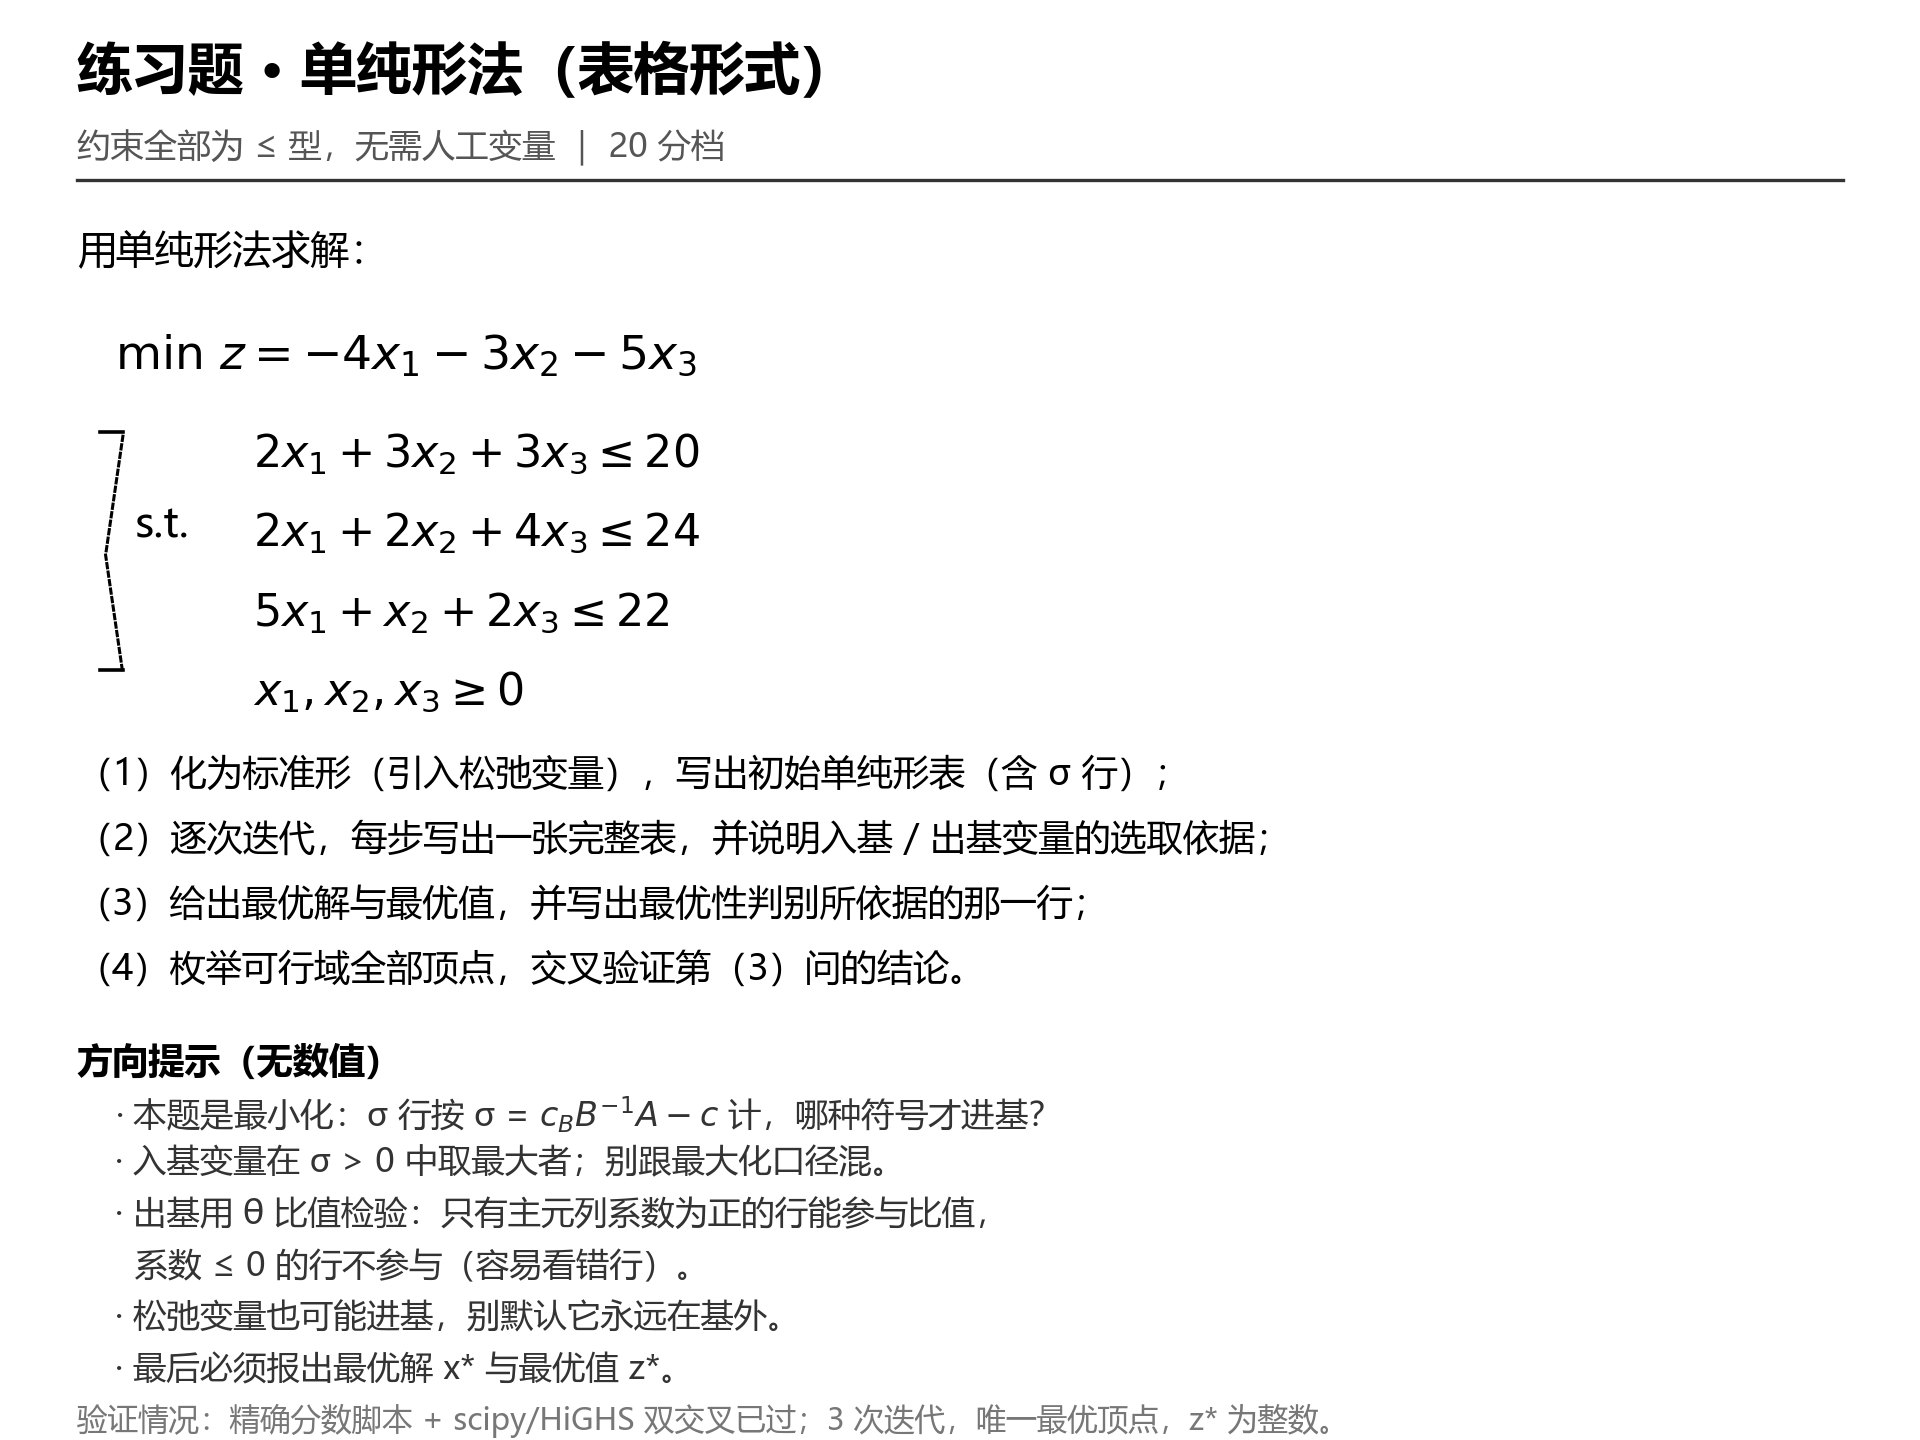 练习题 · 单纯形法（表格形式）
约束全部为 ≤ 型，无需人工变量 ｜ 20 分档
用单纯形法求解：
min z = −4x₁ − 3x₂ − 5x₃
2x₁ + 3x₂ + 3x₃ ≤ 20
s.t. 2x₁ + 2x₂ + 4x₃ ≤ 24
5x₁ + x₂ + 2x₃ ≤ 22
x₁, x₂, x₃ ≥ 0
（1）化为标准形（引入松弛变量），写出初始单纯形表（含 σ 行）；
（2）逐次迭代，每步写出一张完整表，并说明入基 / 出基变量的选取依据；
（3）给出最优解与最优值，并写出最优性判别所依据的那一行；
（4）枚举可行域全部顶点，交叉验证第（3）问的结论。
方向提示（无数值）
· 本题是最小化：σ 行按 σ = c_B B⁻¹A − c 计，哪种符号才进基？
· 入基变量在 σ > 0 中取最大者；别跟最大化口径混。
· 出基用 θ 比值检验：只有主元列系数为正的行能参与比值，
系数 ≤ 0 的行不参与（容易看错行）。
· 松弛变量也可能进基，别默认它永远在基外。
· 最后必须报出最优解 x* 与最优值 z*。
验证情况：精确分数脚本 + scipy/HiGHS 双交叉已过；3 次迭代，唯一最优顶点，z* 为整数。